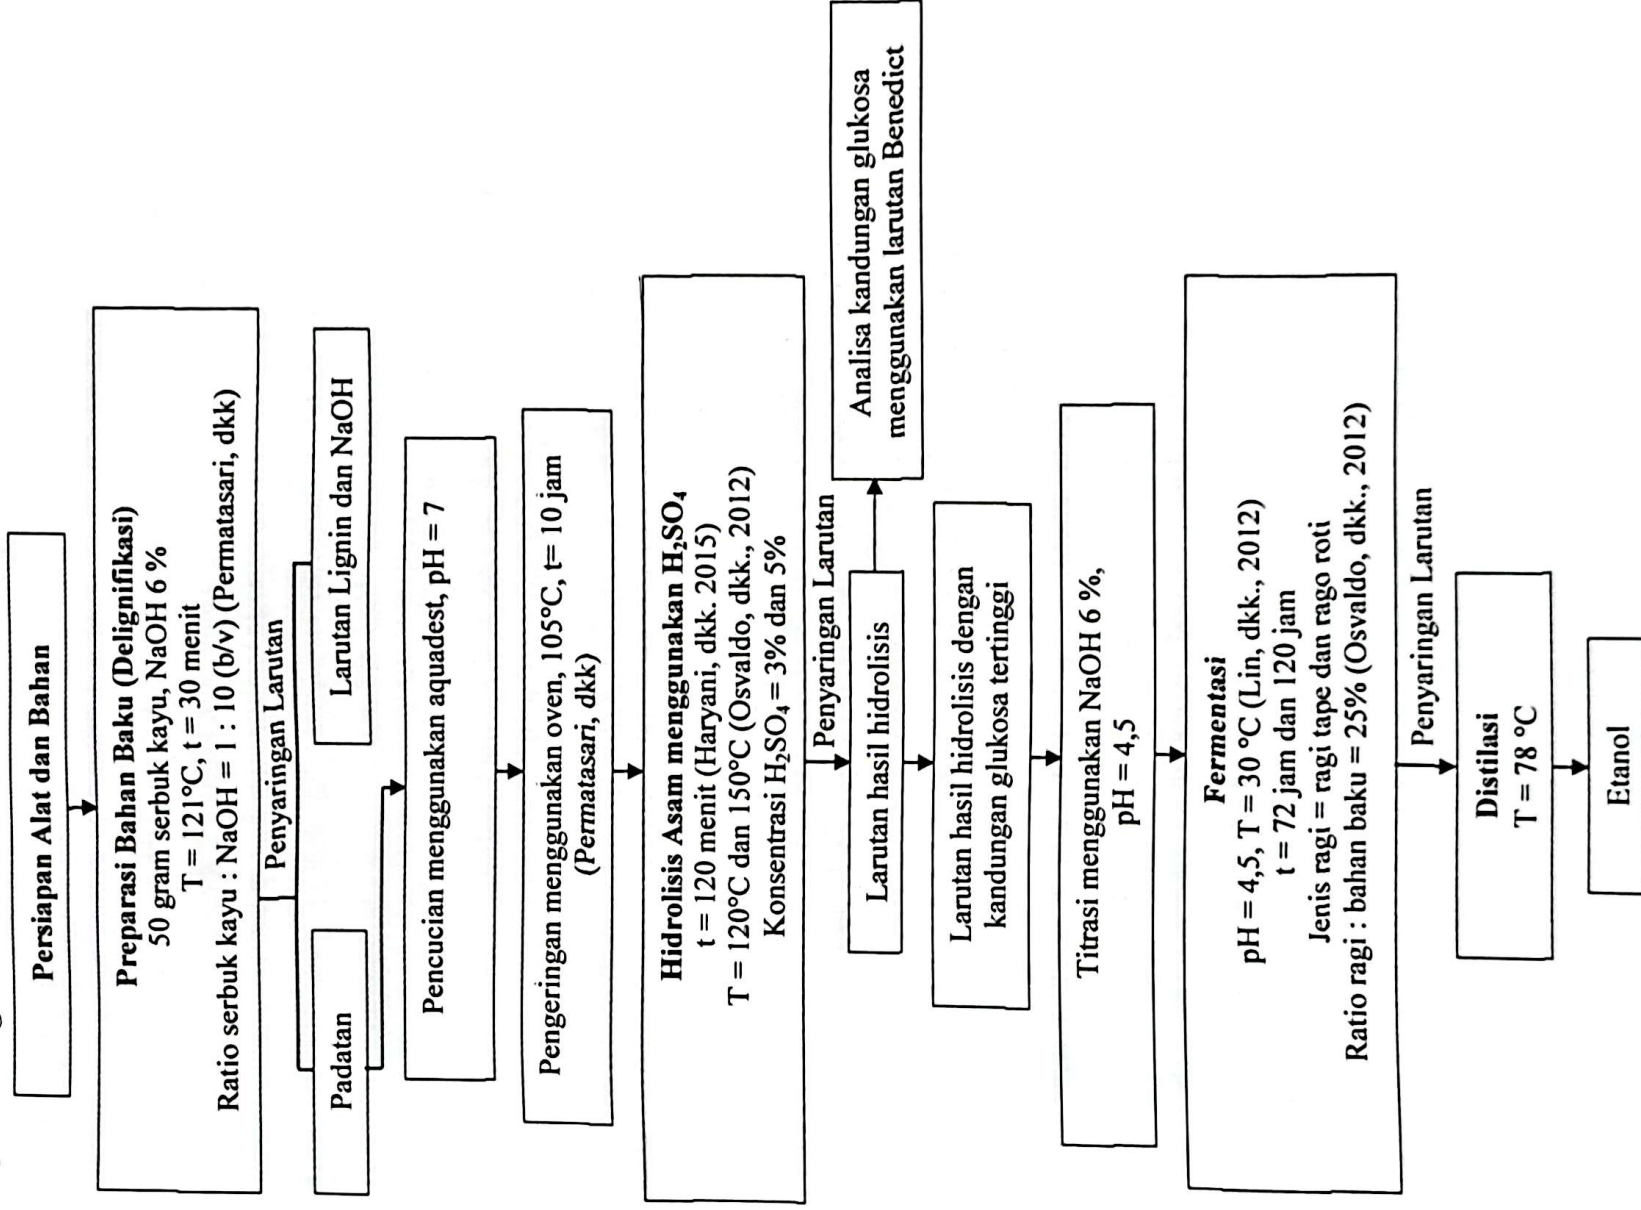 Persiapan Alat dan Bahan
Preparasi Bahan Baku (Delignifikasi)
50 gram serbuk kayu, NaOH 6 %
T = 121°C, t = 30 menit
Ratio serbuk kayu : NaOH = 1 : 10 (b/v) (Permatasari, dkk)
Penyaringan Larutan
Padatan
Larutan Lignin dan NaOH
Pencucian menggunakan aquadest, pH = 7
Pengeringan menggunakan oven, 105°C, t= 10 jam
(Permatasari, dkk)
Hidrolisis Asam menggunakan H₂SO₄
t = 120 menit (Haryani, dkk. 2015)
T = 120°C dan 150°C (Osvaldo, dkk., 2012)
Konsentrasi H₂SO₄ = 3% dan 5%
Penyaringan Larutan
Larutan hasil hidrolisis
Analisa kandungan glukosa
menggunakan larutan Benedict
Larutan hasil hidrolisis dengan
kandungan glukosa tertinggi
Titrasi menggunakan NaOH 6 %,
pH = 4,5
Fermentasi
pH = 4,5, T = 30 °C (Lin, dkk., 2012)
t = 72 jam dan 120 jam
Jenis ragi = ragi tape dan rago roti
Ratio ragi : bahan baku = 25% (Osvaldo, dkk., 2012)
Penyaringan Larutan
Distilasi
T = 78 °C
Etanol